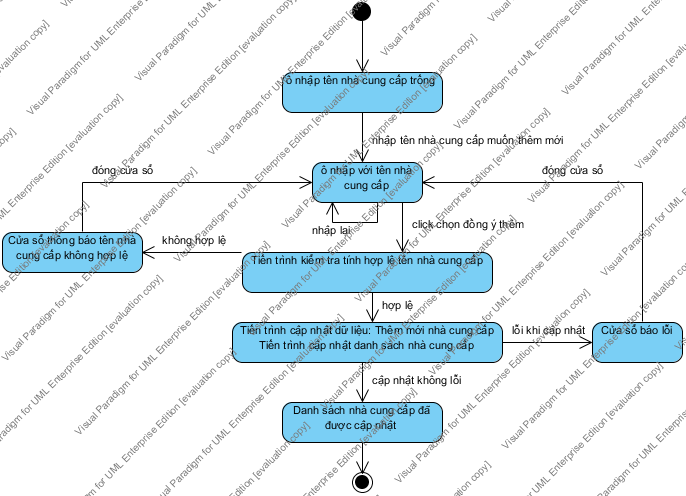 ô nhập tên nhà cung cấp trống
nhập tên nhà cung cấp muốn thêm mới
ô nhập với tên nhà
cung cấp
đóng cửa sổ
đóng cửa sổ
nhập lại
click chọn đồng ý thêm
Cửa sổ thông báo tên nhà
cung cấp không hợp lệ
không hợp lệ
Tiến trình kiểm tra tính hợp lệ tên nhà cung cấp
hợp lệ
Tiến trình cập nhật dữ liệu: Thêm mới nhà cung cấp
Tiến trình cập nhật danh sách nhà cung cấp
lỗi khi cập nhật
Cửa sổ báo lỗi
cập nhật không lỗi
Danh sách nhà cung cấp đã
được cập nhật
Visual Paradigm for UML Enterprise Edition [evaluation copy]